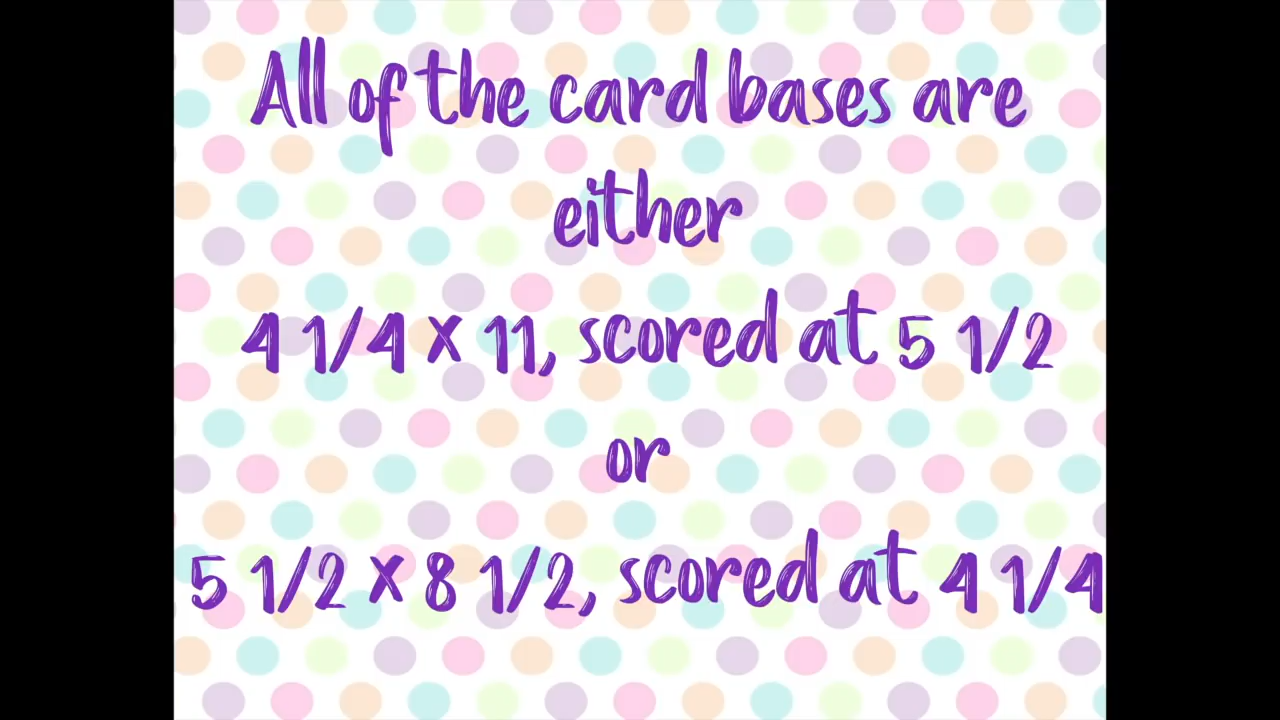 All of the card bases are
either
4 1/4 x 11, scored at 5 1/2
or
5 1/2 x 8 1/2, scored at 4 1/4